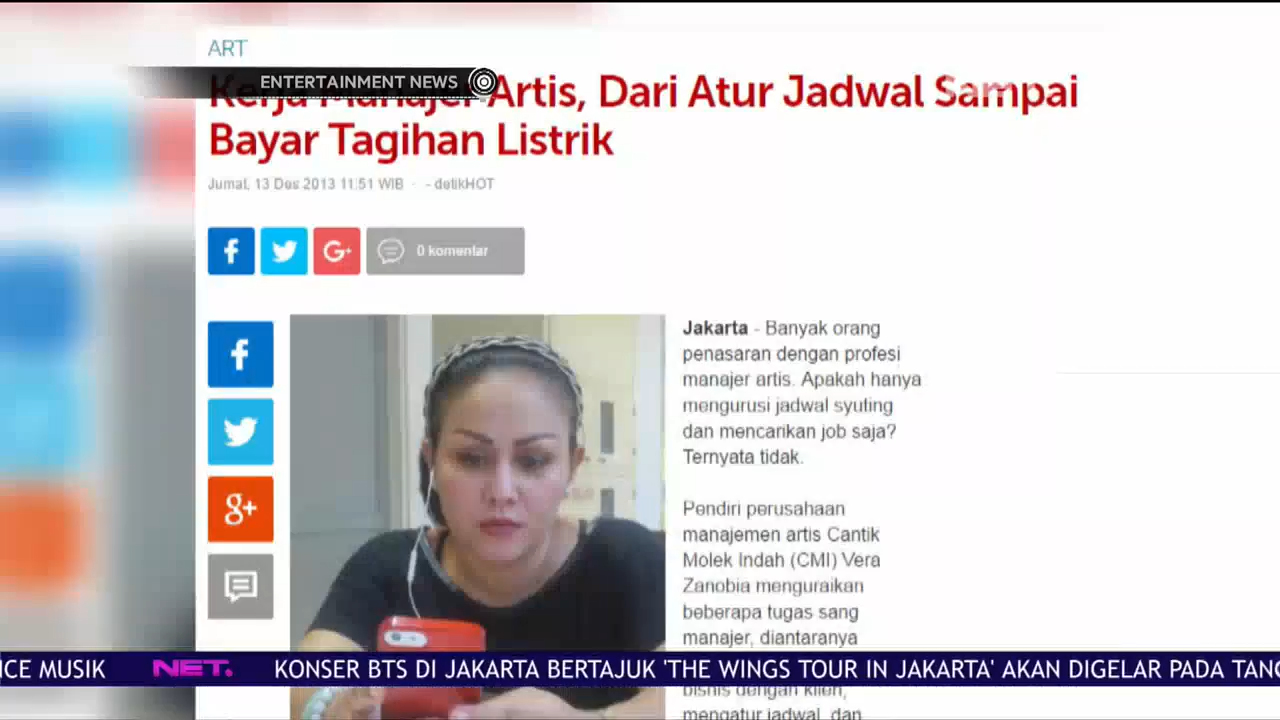 ART
ENTERTAINMENT NEWS
Kerja Manajer Artis, Dari Atur Jadwal Sampai
Bayar Tagihan Listrik
Jumat, 13 Des 2013 11:51 WIB - - detikHOT
f
G+
0 komentar
f
g+
Jakarta - Banyak orang
penasaran dengan profesi
manajer artis. Apakah hanya
mengurusi jadwal syuting
dan mencarikan job saja?
Ternyata tidak.
Pendiri perusahaan
manajemen artis Cantik
Molek Indah (CMI) Vera
Zanobia menguraikan
beberapa tugas sang
manajer, diantaranya
bisnis dengan klien,
mengatur jadwal, dan
ICE MUSIK NET. KONSER BTS DI JAKARTA BERTAJUK 'THE WINGS TOUR IN JAKARTA' AKAN DIGELAR PADA TANG